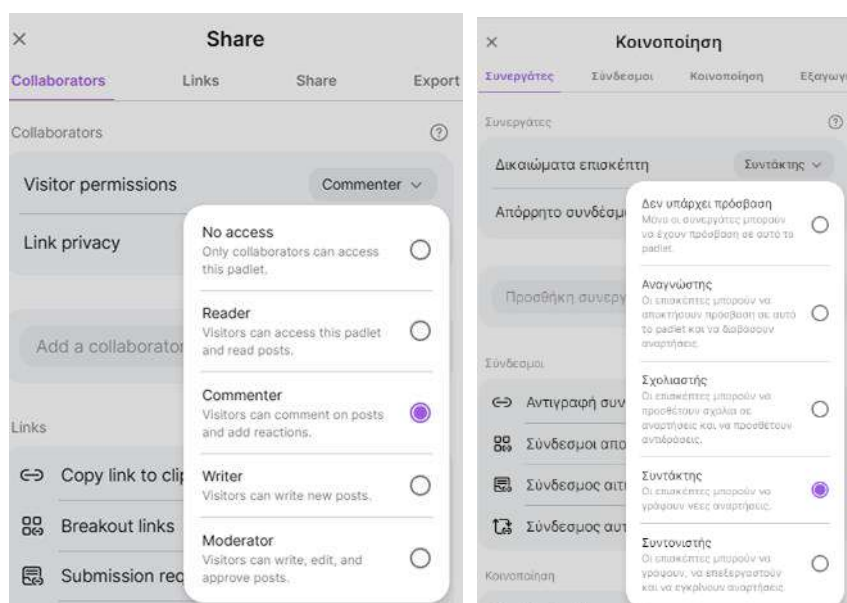 Share
Collaborators Links Share Export
Collaborators
Visitor permissions Commenter
Link privacy
No access
Only collaborators can access
this padlet.
Reader
Visitors can access this padlet
and read posts.
Add a collaborator
Commenter
Visitors can comment on posts
and add reactions.
Links
Writer
Visitors can write new posts.
Copy link to clip
Breakout links
Moderator
Visitors can write, edit, and
approve posts.
Submission req
Κοινοποίηση
Συνεργάτες Σύνδεσμοι Κοινοποίηση Εξαγωγ
Συνεργάτες
Δικαιώματα επισκέπτη Συντάκτης
Απόρρητο συνδέσμ
Δεν υπάρχει πρόσβαση
Μόνο οι συνεργάτες μπορούν
να έχουν πρόσβαση σε αυτό το
padlet.
Αναγνώστης
Οι επισκέπτες μπορούν να
αποκτήσουν πρόσβαση σε αυτό
το padlet και να διαβάσουν
αναρτήσεις.
Προσθήκη συνεργ
Σύνδεσμοι
Σχολιαστής
Οι επισκέπτες μπορούν να
προσθέτουν σχόλια σε
αναρτήσεις και να προσθέτουν
αντιδράσεις.
Αντιγραφή συν
Σύνδεσμοι απο
Συντάκτης
Οι επισκέπτες μπορούν να
γράφουν νέες αναρτήσεις.
Σύνδεσμος αιτ
Σύνδεσμος αυτ
Συντονιστής
Οι επισκέπτες μπορούν να
γράφουν, να επεξεργαστούν
και να εγκρίνουν αναρτήσεις.
Κοινοποίηση